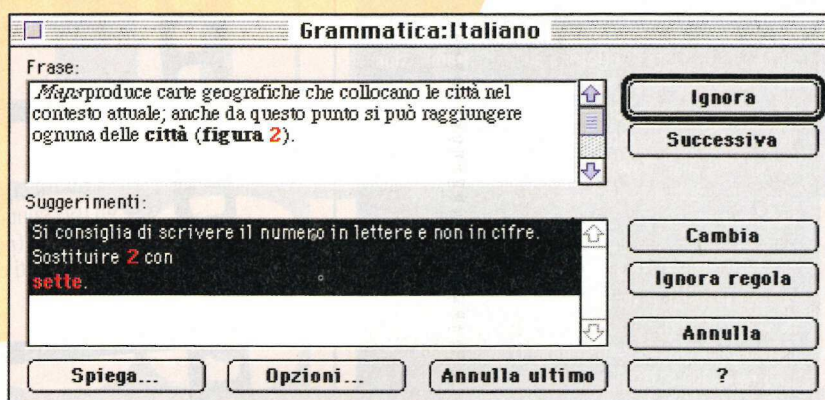 Grammatica:Italiano
Frase:
Maps produce carte geografiche che collocano le città nel
contesto attuale; anche da questo punto si può raggiungere
ognuna delle città (figura 2).
Ignora
Successiva
Suggerimenti:
Si consiglia di scrivere il numero in lettere e non in cifre.
Sostituire 2 con
sette.
Cambia
Ignora regola
Annulla
Spiega...
Opzioni...
Annulla ultimo
?